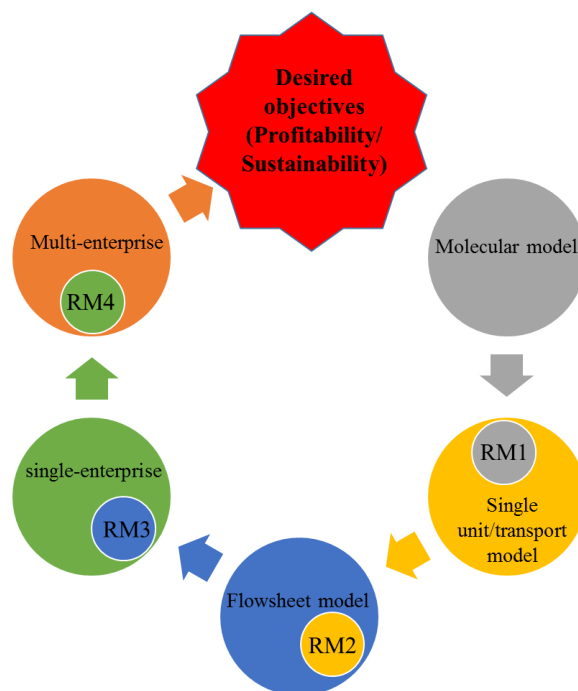 Desired
objectives
(Profitability/
Sustainability)
Multi-enterprise
RM4
Molecular model
single-enterprise
RM3
RM1
Single
unit/transport
model
Flowsheet model
RM2